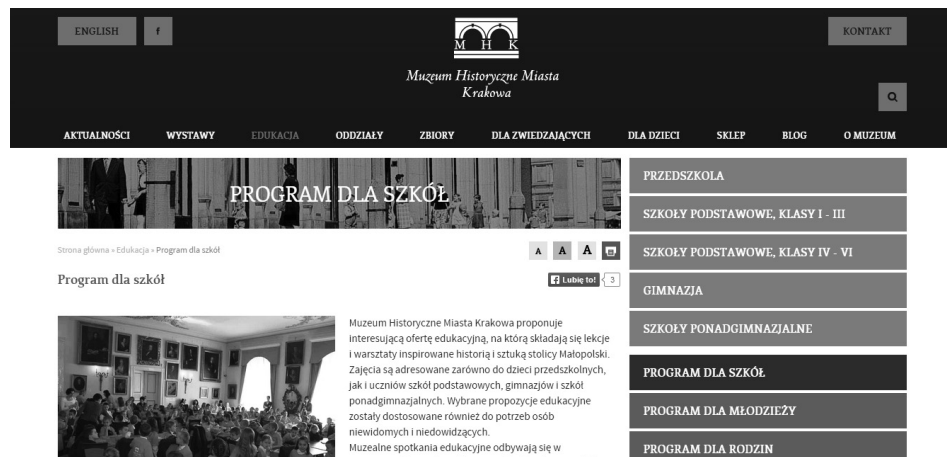 ENGLISH
f
KONTAKT
M H K
Muzeum Historyczne Miasta
Krakowa
AKTUALNOŚCI WYSTAWY EDUKACJA ODDZIAŁY ZBIORY DLA ZWIEDZAJĄCYCH DLA DZIECI SKLEP BLOG O MUZEUM
PROGRAM DLA SZKÓŁ
Strona główna » Edukacja » Program dla szkół
A A A
Program dla szkół
f Lubię to! 3
Muzeum Historyczne Miasta Krakowa proponuje
interesującą ofertę edukacyjną, na którą składają się lekcje
i warsztaty inspirowane historią i sztuką stolicy Małopolski.
Zajęcia są adresowane zarówno do dzieci przedszkolnych,
jak i uczniów szkół podstawowych, gimnazjów i szkół
ponadgimnazjalnych. Wybrane propozycje edukacyjne
zostały dostosowane również do potrzeb osób
niewidomych i niedowidzących.
Muzealne spotkania edukacyjne odbywają się w
PRZEDSZKOLA
SZKOŁY PODSTAWOWE, KLASY I - III
SZKOŁY PODSTAWOWE, KLASY IV - VI
GIMNAZJA
SZKOŁY PONADGIMNAZJALNE
PROGRAM DLA SZKÓŁ
PROGRAM DLA MŁODZIEŻY
PROGRAM DLA RODZIN